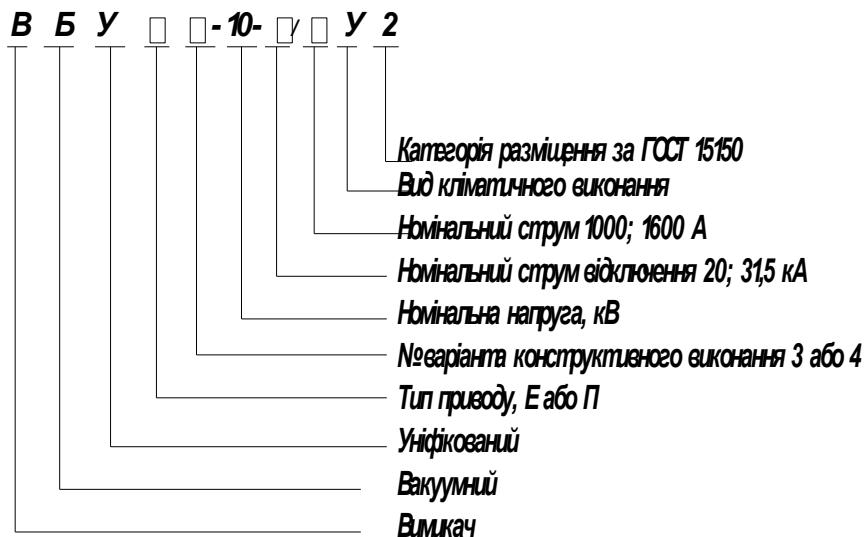 В Б У □ □ - 10- □/ □ У 2
Категорія разміщення за ГОСТ 15150
Вид кліматичного виконання
Номінальний струм 1000; 1600 А
Номінальний струм відключення 20; 31,5 кА
Номінальна напруга, кВ
№ варіанта конструктивного виконання 3 або 4
Тип приводу, Е або П
Уніфікований
Вакуумний
Вимикач